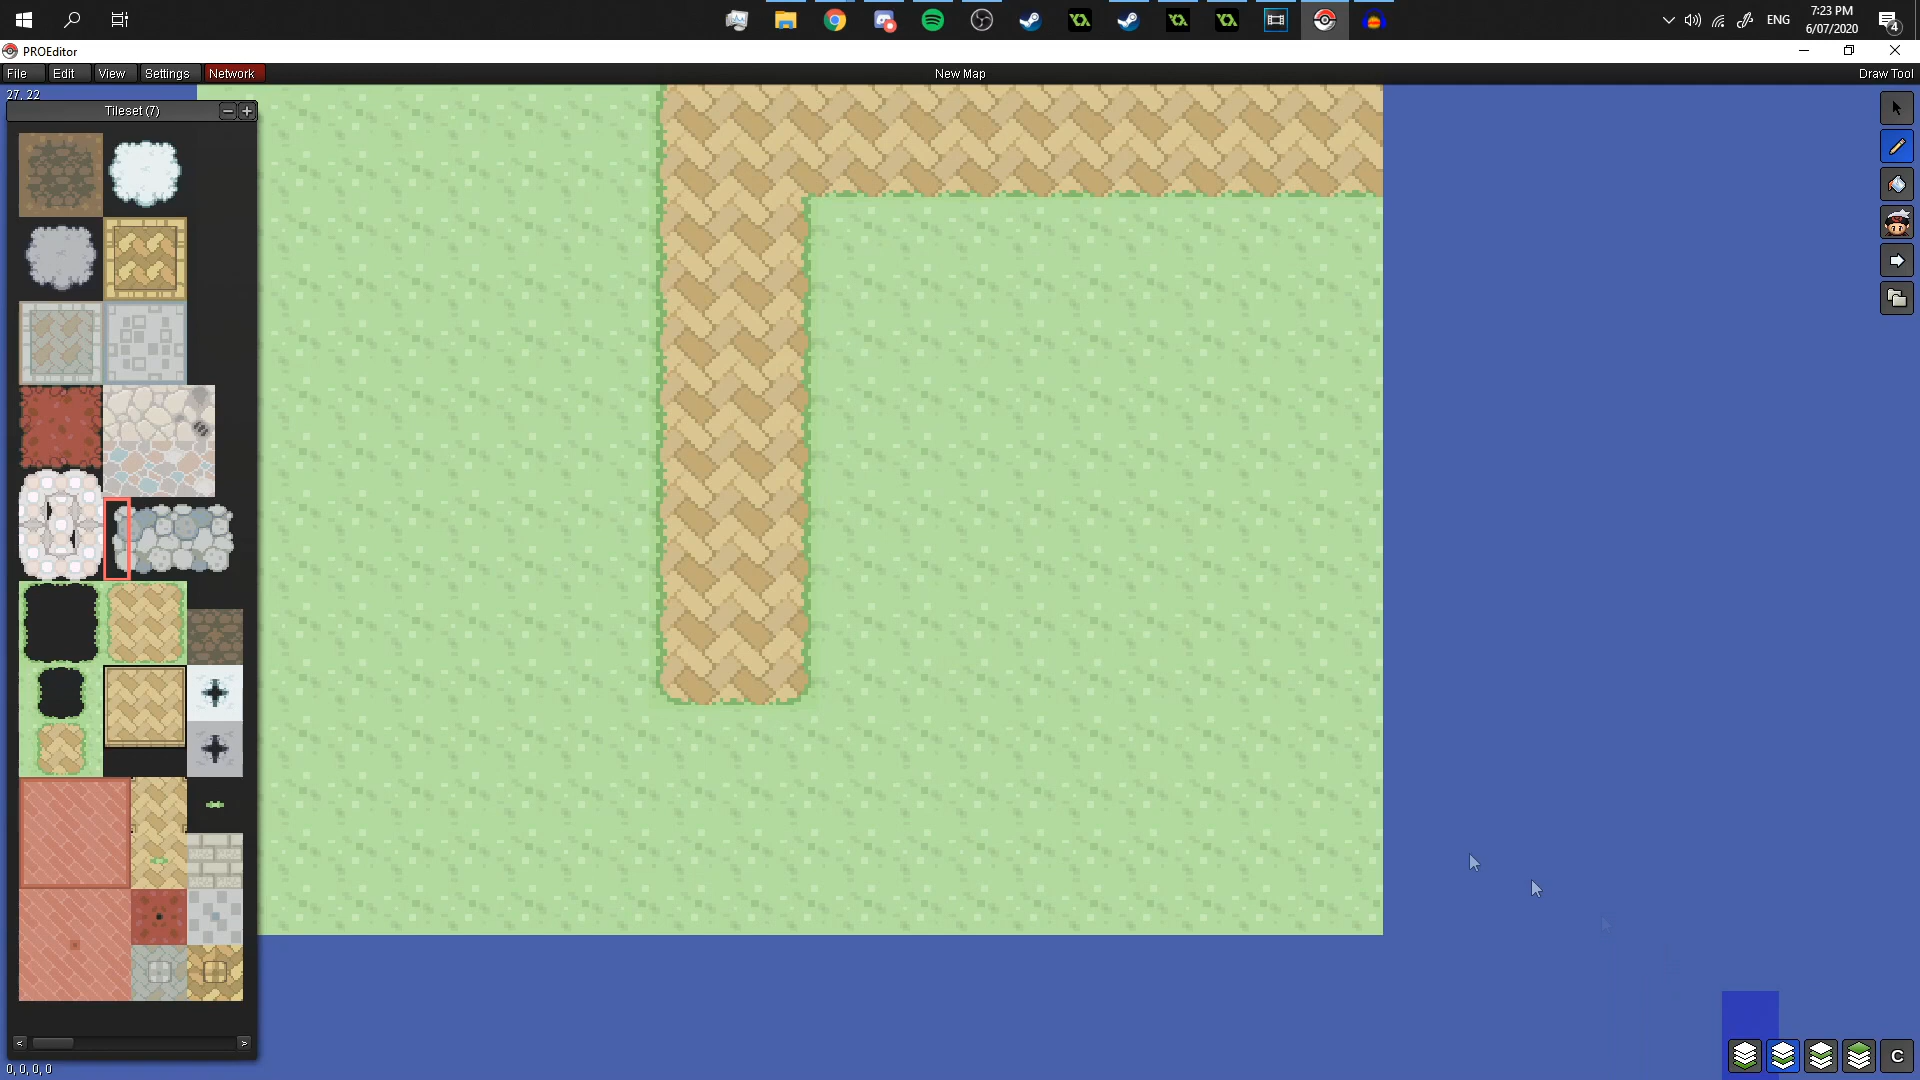 ENG
7:23 PM
6/07/2020
4
PROEditor
File Edit View Settings Network
New Map
Draw Tool
27, 22
Tileset (7)
C
0, 0, 0, 0